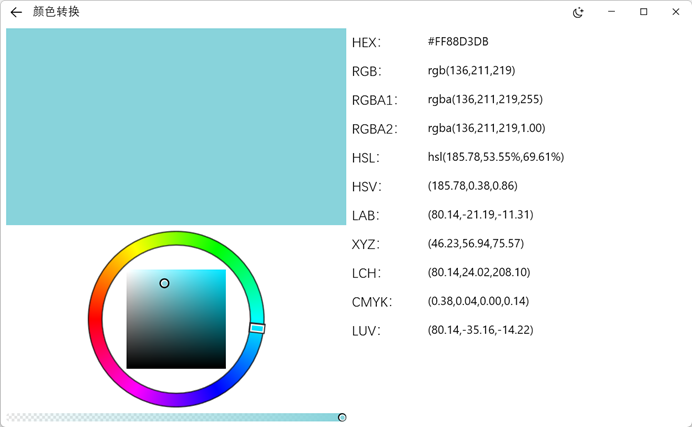 颜色转换
HEX： #FF88D3DB
RGB： rgb(136,211,219)
RGBA1： rgba(136,211,219,255)
RGBA2： rgba(136,211,219,1.00)
HSL： hsl(185.78,53.55%,69.61%)
HSV： (185.78,0.38,0.86)
LAB： (80.14,-21.19,-11.31)
XYZ： (46.23,56.94,75.57)
LCH： (80.14,24.02,208.10)
CMYK： (0.38,0.04,0.00,0.14)
LUV： (80.14,-35.16,-14.22)